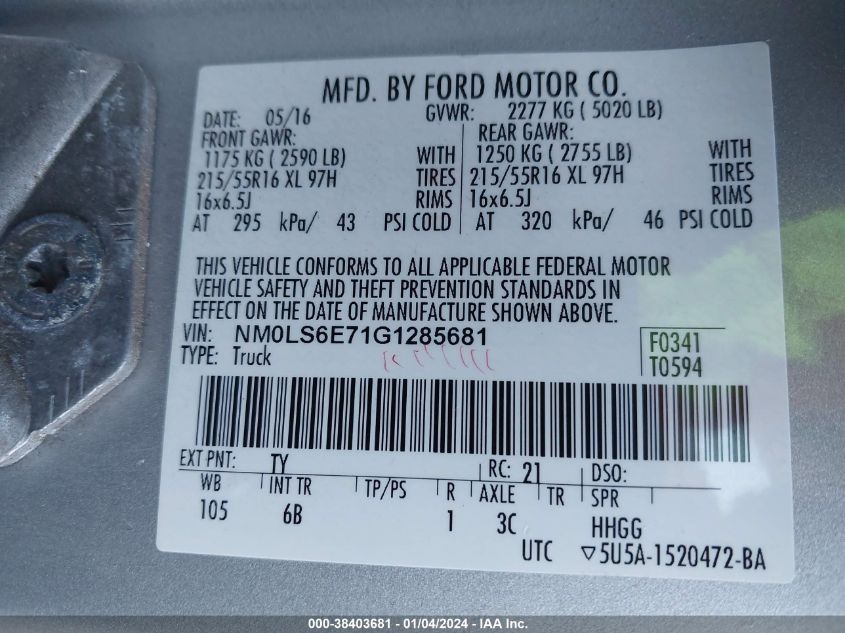 MFD. BY FORD MOTOR CO.
DATE: 05/16 GVWR: 2277 KG ( 5020 LB)
FRONT GAWR: REAR GAWR:
1175 KG ( 2590 LB) WITH 1250 KG ( 2755 LB) WITH
215/55R16 XL 97H TIRES 215/55R16 XL 97H TIRES
16x6.5J RIMS 16x6.5J RIMS
AT 295 kPa/ 43 PSI COLD AT 320 kPa/ 46 PSI COLD
THIS VEHICLE CONFORMS TO ALL APPLICABLE FEDERAL MOTOR
VEHICLE SAFETY AND THEFT PREVENTION STANDARDS IN
EFFECT ON THE DATE OF MANUFACTURE SHOWN ABOVE.
VIN: NM0LS6E71G1285681 F0341
TYPE: Truck T0594
EXT PNT: TY RC: 21 DSO:
WB INT TR TP/PS R AXLE TR SPR
105 6B 1 3C HHGG
UTC ▽5U5A-1520472-BA
000-38403681 - 01/04/2024 - IAA Inc.